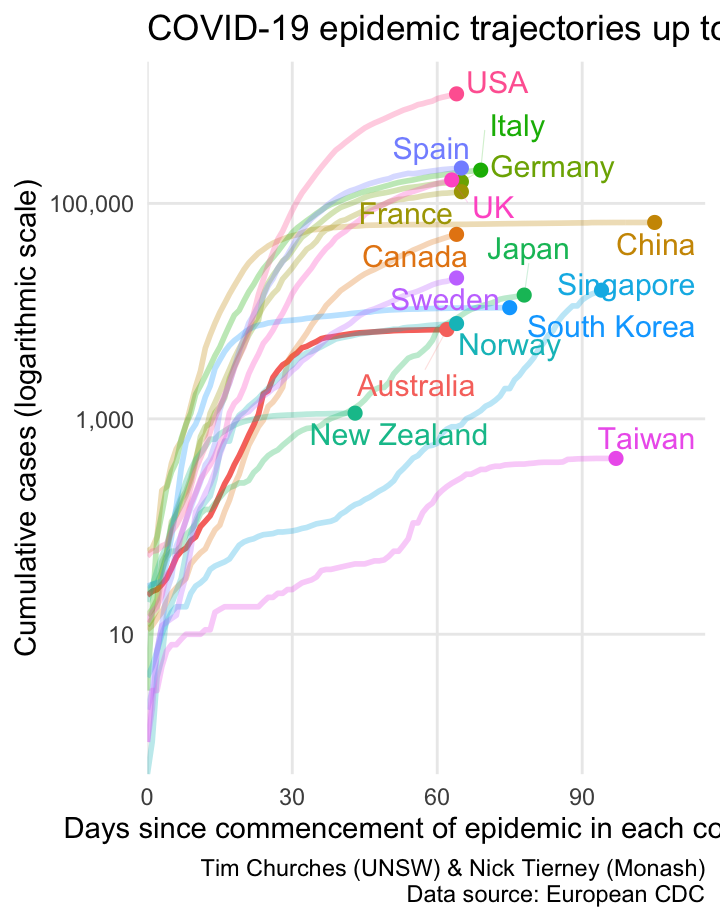 COVID-19 epidemic trajectories up to
USA
Italy
Spain
Germany
100,000
France
UK
China
Canada
Japan
Singapore
Sweden
South Korea
Norway
Australia
1,000
New Zealand
Taiwan
10
Cumulative cases (logarithmic scale)
0 30 60 90
Days since commencement of epidemic in each co
Tim Churches (UNSW) & Nick Tierney (Monash)
Data source: European CDC